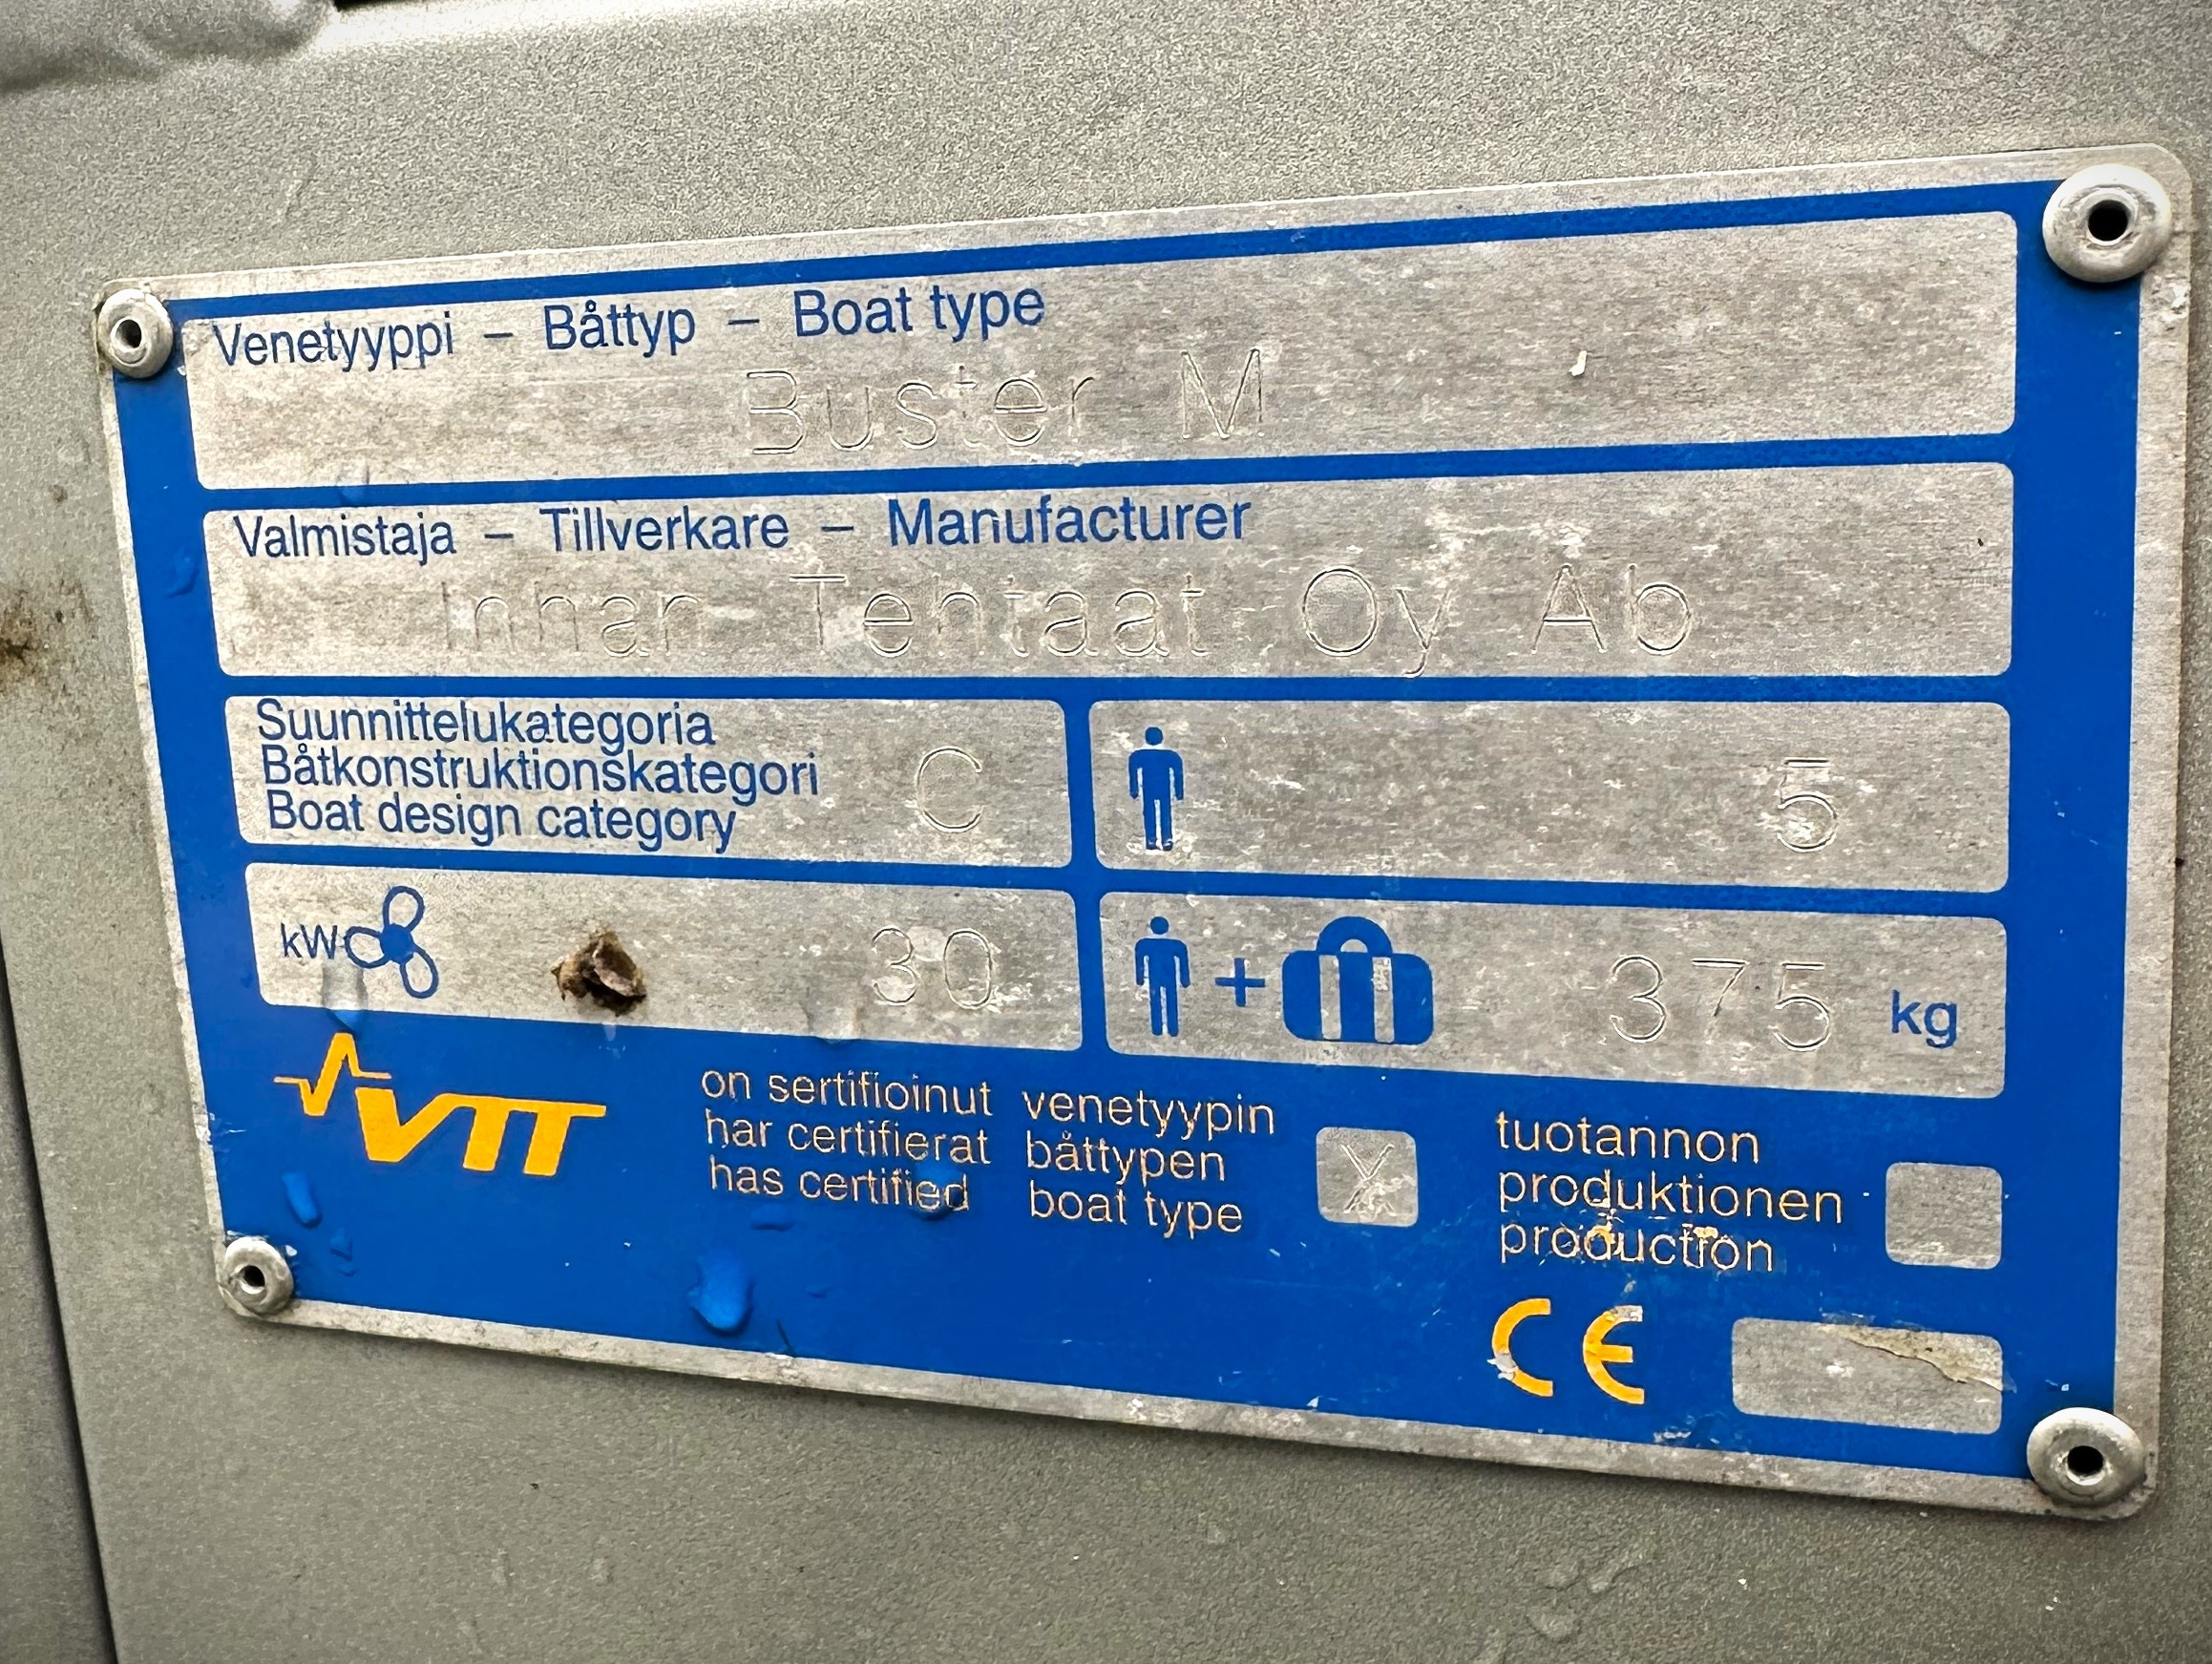 Venetyyppi – Båttyp – Boat type
Buster M
Valmistaja – Tillverkare – Manufacturer
Inhan Tehtaat Oy Ab
Suunnittelukategoria
Båtkonstruktionskategori
Boat design category
C
5
kW
30
+
375 kg
VTT
on sertifioinut venetyypin
har certifierat båttypen
has certified boat type
X
tuotannon
produktionen
production
CE